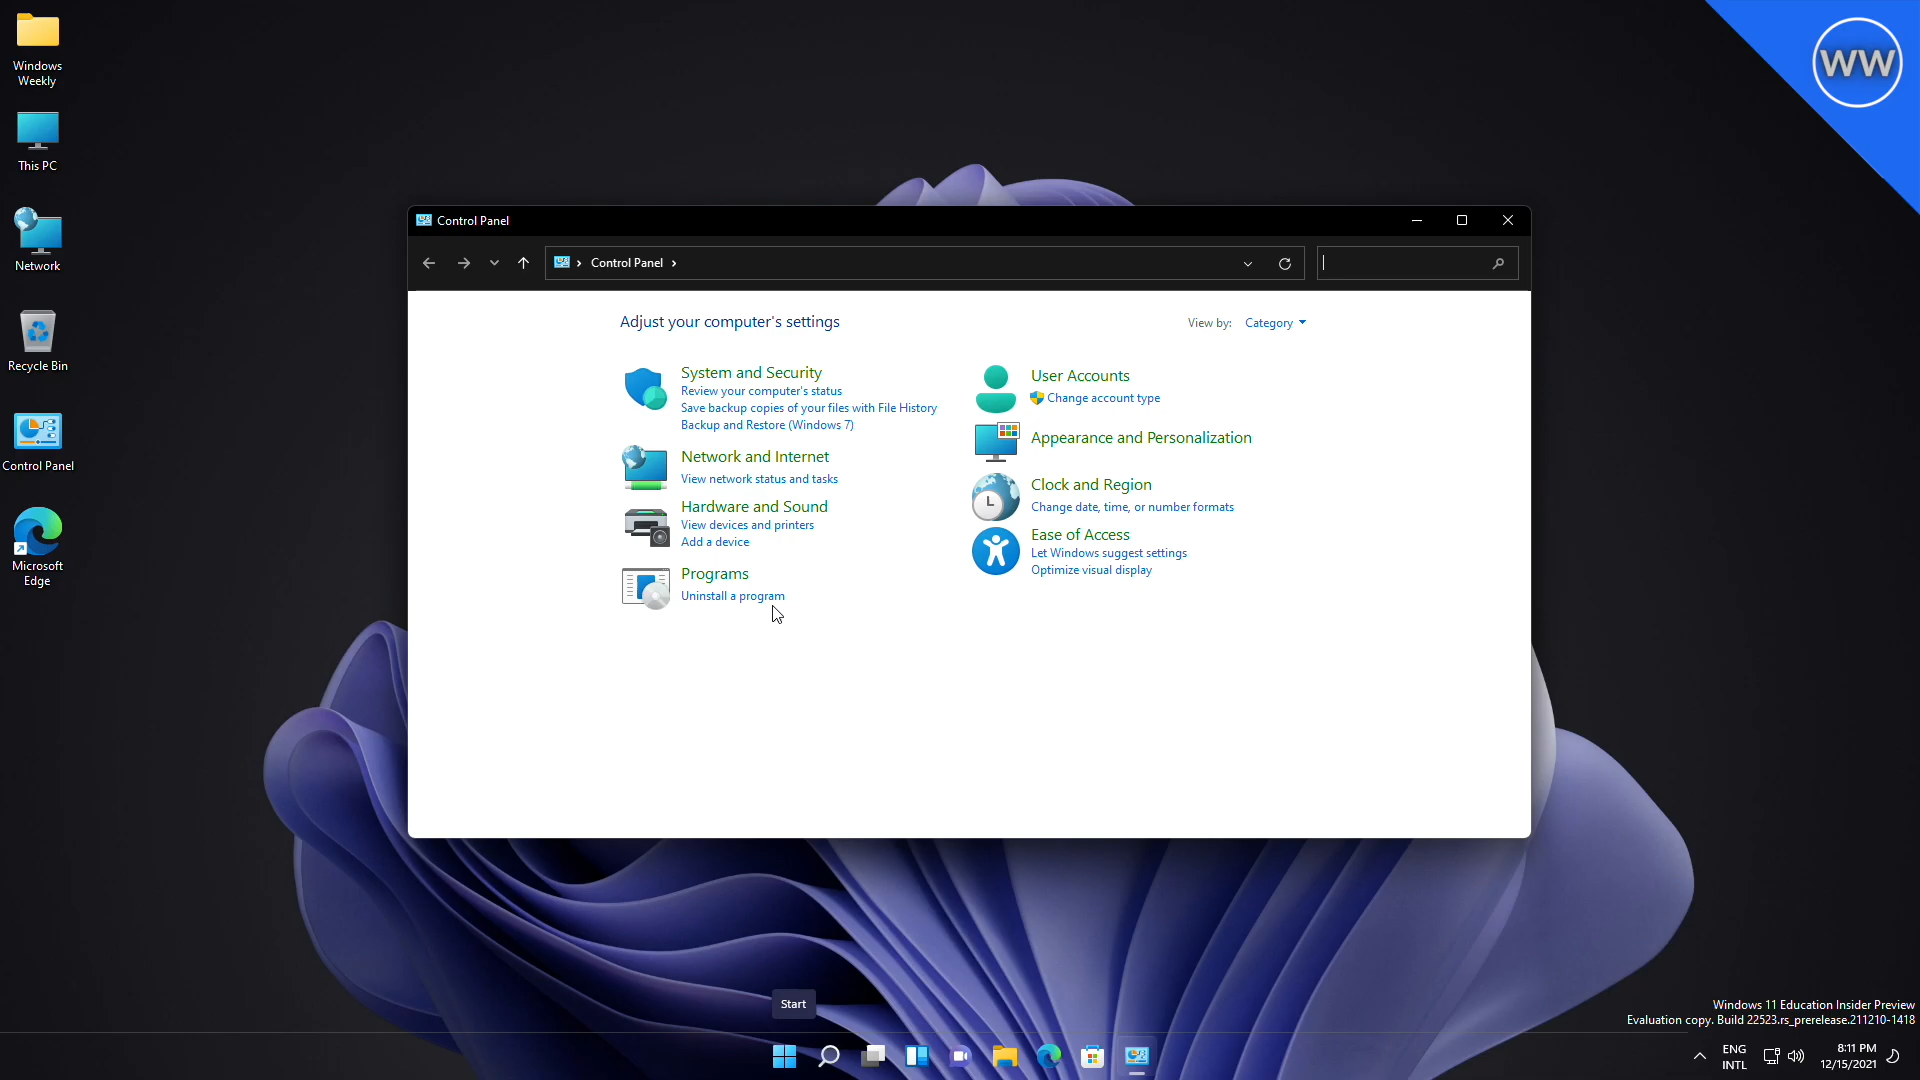 Windows
Weekly
This PC
Network
Recycle Bin
Control Panel
Microsoft
Edge
WW
Control Panel
Control Panel
Adjust your computer's settings
View by:
Category
System and Security
Review your computer's status
Save backup copies of your files with File History
Backup and Restore (Windows 7)
Network and Internet
View network status and tasks
Hardware and Sound
View devices and printers
Add a device
Programs
Uninstall a program
User Accounts
Change account type
Appearance and Personalization
Clock and Region
Change date, time, or number formats
Ease of Access
Let Windows suggest settings
Optimize visual display
Start
Windows 11 Education Insider Preview
Evaluation copy. Build 22523.rs_prerelease.211210-1418
ENG
INTL
8:11 PM
12/15/2021